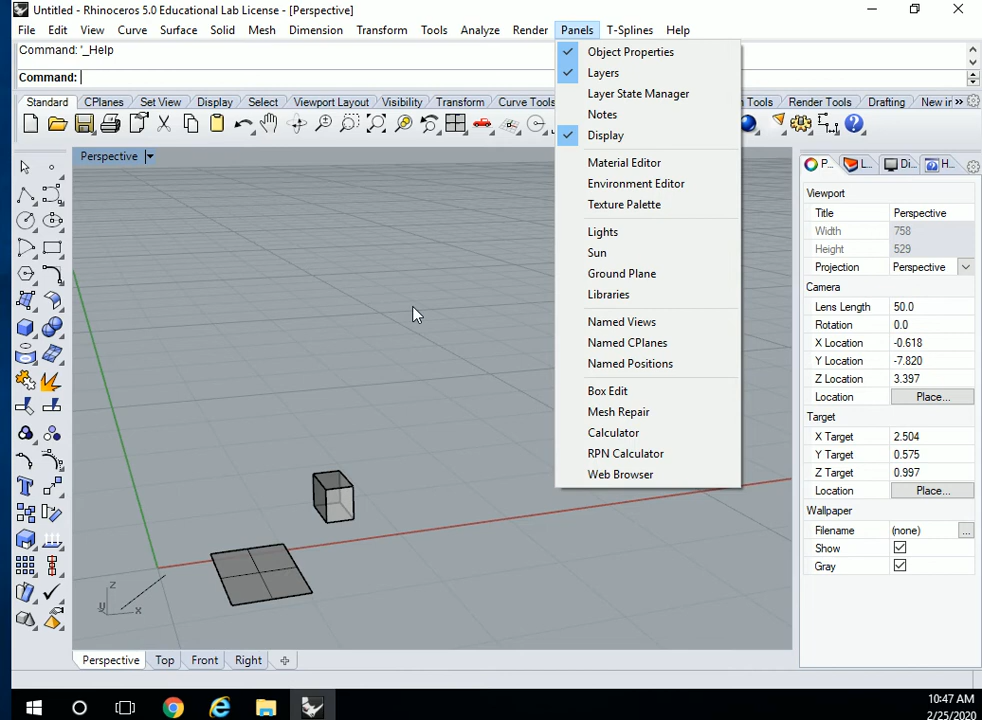 Untitled - Rhinoceros 5.0 Educational Lab License - [Perspective]
File Edit View Curve Surface Solid Mesh Dimension Transform Tools Analyze Render Panels T-Splines Help
Command: '_Help
Command:
Standard CPlanes Set View Display Select Viewport Layout Visibility Transform Curve Tools Tools Render Tools Drafting New in »
Perspective
Object Properties
Layers
Layer State Manager
Notes
Display
Material Editor
Environment Editor
Texture Palette
Lights
Sun
Ground Plane
Libraries
Named Views
Named CPlanes
Named Positions
Box Edit
Mesh Repair
Calculator
RPN Calculator
Web Browser
P... L... Di... H...
Viewport
Title Perspective
Width 758
Height 529
Projection Perspective
Camera
Lens Length 50.0
Rotation 0.0
X Location -0.618
Y Location -7.820
Z Location 3.397
Location Place...
Target
X Target 2.504
Y Target 0.575
Z Target 0.997
Location Place...
Wallpaper
Filename (none) ...
Show
Gray
z
y x
Perspective Top Front Right
10:47 AM
2/25/2020